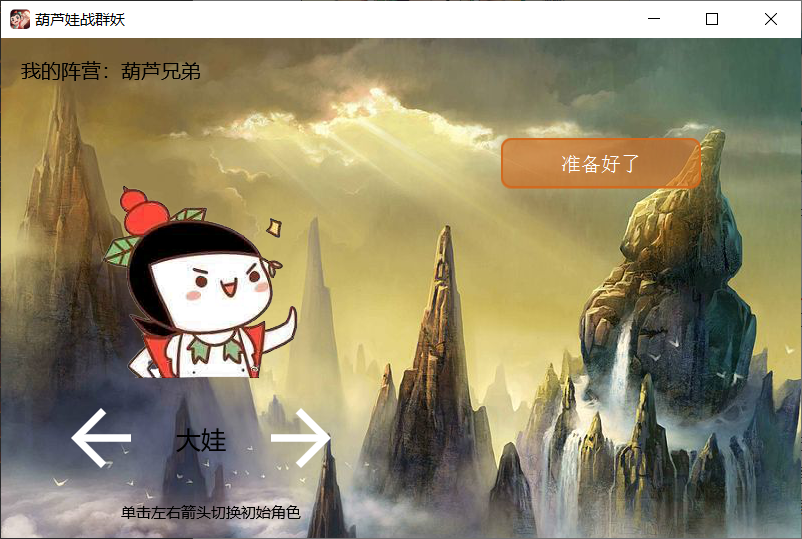 葫芦娃战群妖
我的阵营：葫芦兄弟
准备好了
大娃
单击左右箭头切换初始角色